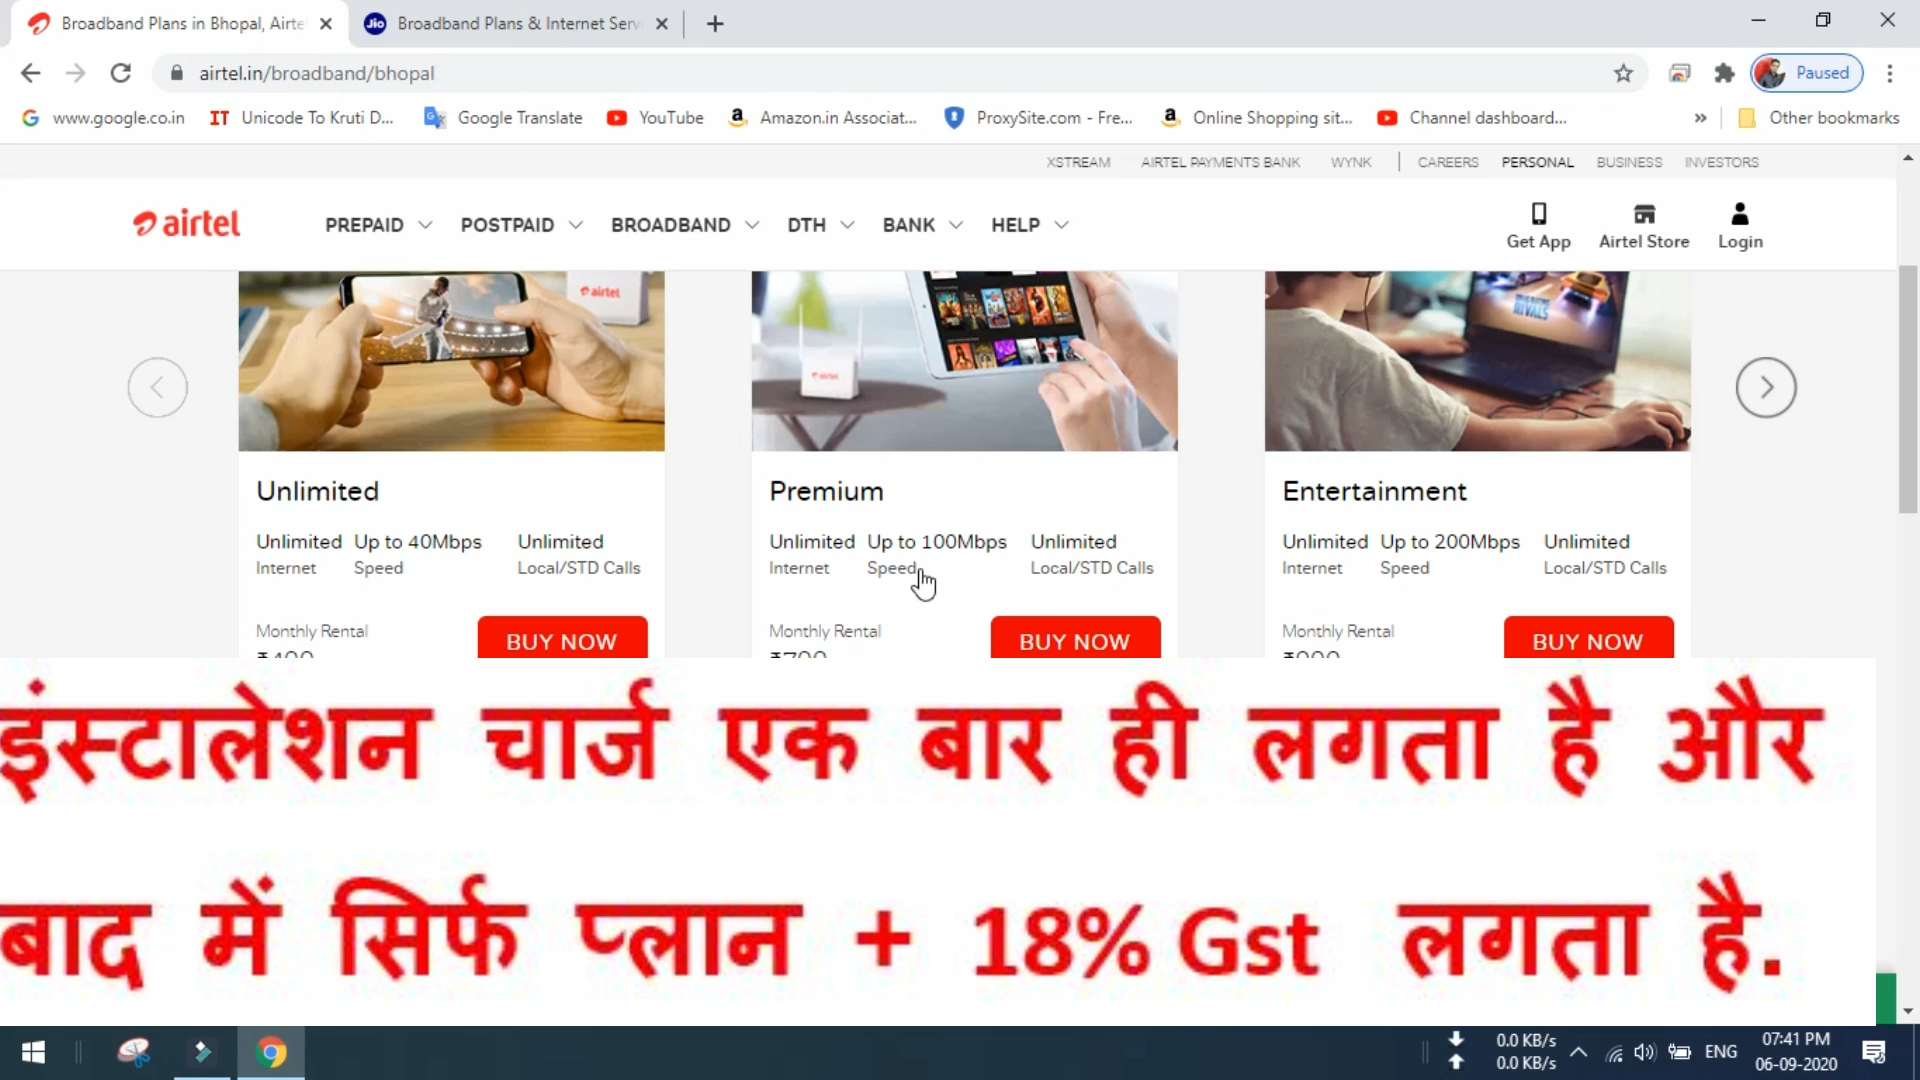 Broadband Plans in Bhopal, Airte
Broadband Plans & Internet Serv
airtel.in/broadband/bhopal
Paused
www.google.co.in
Unicode To Kruti D...
Google Translate
YouTube
Amazon.in Associat...
ProxySite.com - Fre...
Online Shopping sit...
Channel dashboard...
»
Other bookmarks
XSTREAM AIRTEL PAYMENTS BANK WYNK | CAREERS PERSONAL BUSINESS INVESTORS
airtel
PREPAID POSTPAID BROADBAND DTH BANK HELP
Get App Airtel Store Login
airtel
airtel
RIVALS
Unlimited
Unlimited Up to 40Mbps Unlimited
Internet Speed Local/STD Calls
Monthly Rental
BUY NOW
Premium
Unlimited Up to 100Mbps Unlimited
Internet Speed Local/STD Calls
Monthly Rental
BUY NOW
Entertainment
Unlimited Up to 200Mbps Unlimited
Internet Speed Local/STD Calls
Monthly Rental
BUY NOW
इंस्टालेशन चार्ज एक बार ही लगता है और
बाद में सिर्फ प्लान + 18% Gst लगता है.
0.0 KB/s
0.0 KB/s
ENG
07:41 PM
06-09-2020